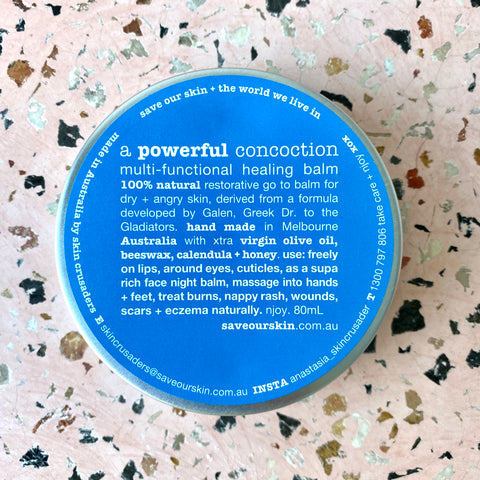 save our skin + the world we live in
a powerful concoction
multi-functional healing balm
100% natural restorative go to balm for
dry + angry skin, derived from a formula
developed by Galen, Greek Dr. to the
Gladiators. hand made in Melbourne
Australia with xtra virgin olive oil,
beeswax, calendula + honey. use: freely
on lips, around eyes, cuticles, as a supa
rich face night balm, massage into hands
+ feet, treat burns, nappy rash, wounds,
scars + eczema naturally. njoy. 80mL
saveourskin.com.au
made in Australia by skin crusaders E skincrusaders@saveourskin.com.au INSTA anastasia_skincrusader T 1300 797 806 take care + njoy xox